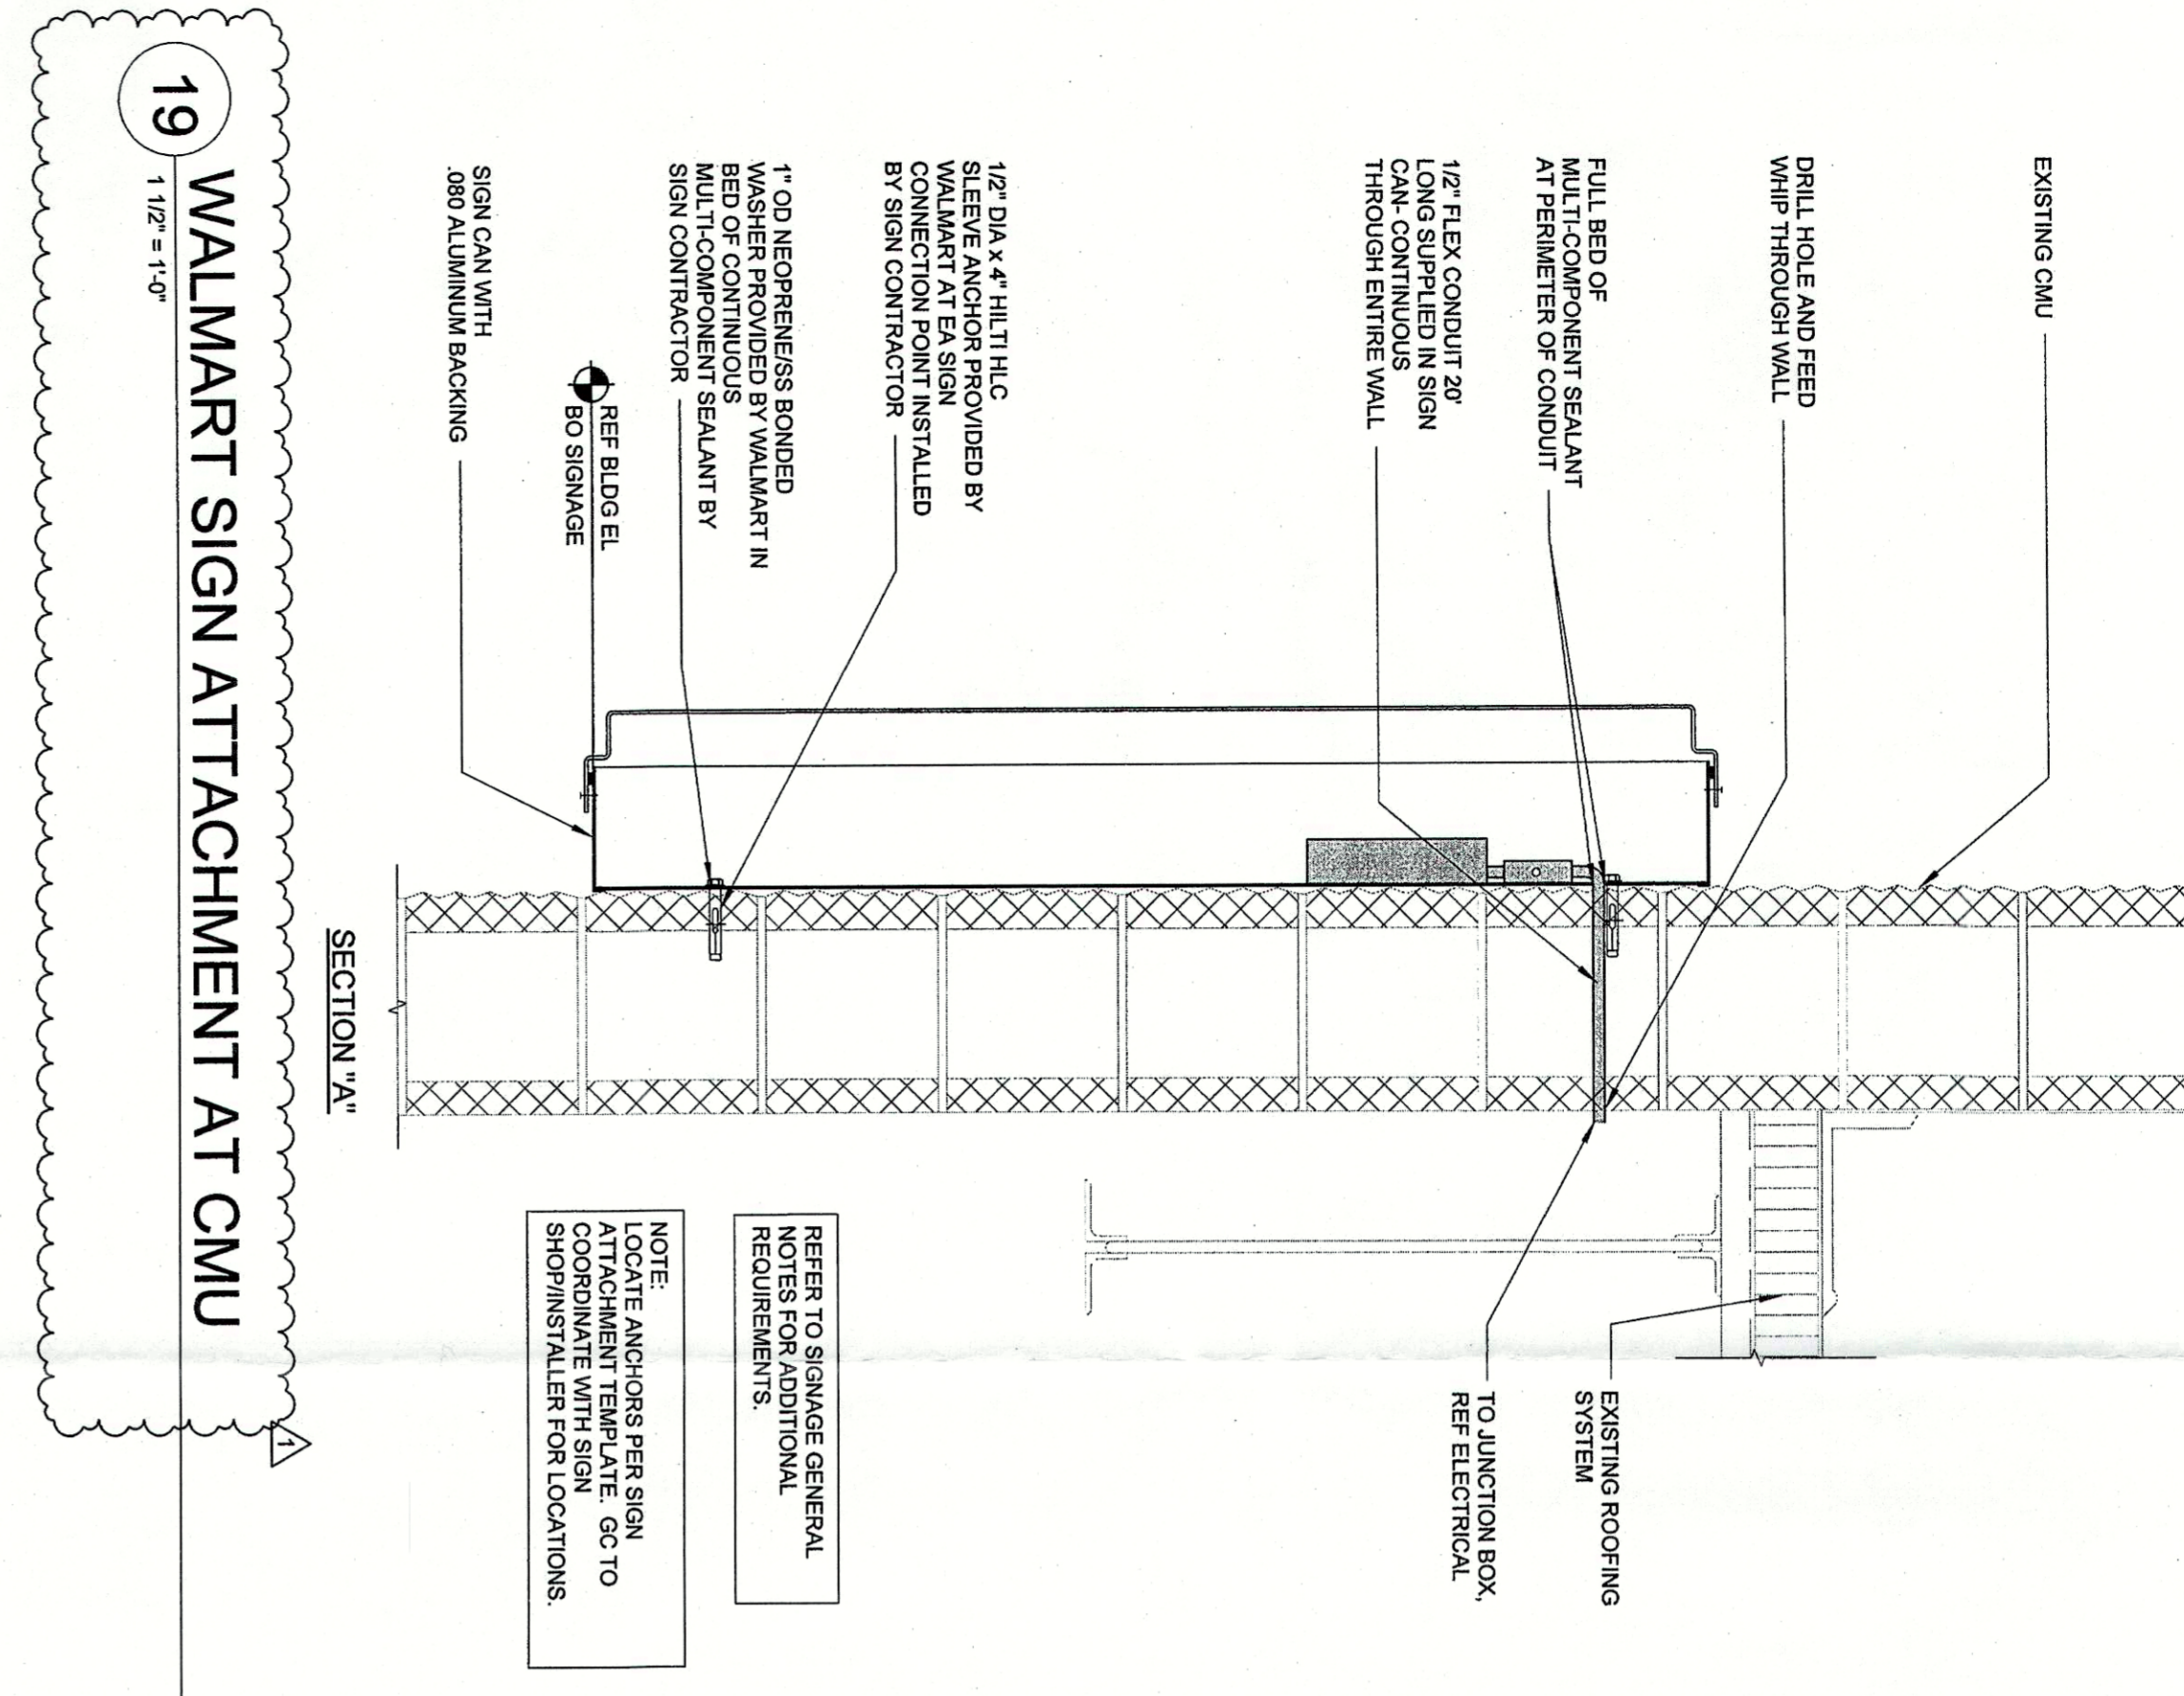 EXISTING CMU
DRILL HOLE AND FEED
WHIP THROUGH WALL
FULL BED OF
MULTI-COMPONENT SEALANT
AT PERIMETER OF CONDUIT
1/2" FLEX CONDUIT 20'
LONG SUPPLIED IN SIGN
CAN- CONTINUOUS
THROUGH ENTIRE WALL
1/2" DIA x 4" HILTI HLC
SLEEVE ANCHOR PROVIDED BY
WALMART AT EA SIGN
CONNECTION POINT INSTALLED
BY SIGN CONTRACTOR
1" OD NEOPRENE/SS BONDED
WASHER PROVIDED BY WALMART IN
BED OF CONTINUOUS
MULTI-COMPONENT SEALANT BY
SIGN CONTRACTOR
REF BLDG EL
BO SIGNAGE
SIGN CAN WITH
.080 ALUMINUM BACKING
EXISTING ROOFING
SYSTEM
TO JUNCTION BOX,
REF ELECTRICAL
REFER TO SIGNAGE GENERAL
NOTES FOR ADDITIONAL
REQUIREMENTS.
NOTE:
LOCATE ANCHORS PER SIGN
ATTACHMENT TEMPLATE. GC TO
COORDINATE WITH SIGN
SHOP/INSTALLER FOR LOCATIONS.
SECTION "A"
1
19
WALMART SIGN ATTACHMENT AT CMU
1 1/2" = 1'-0"